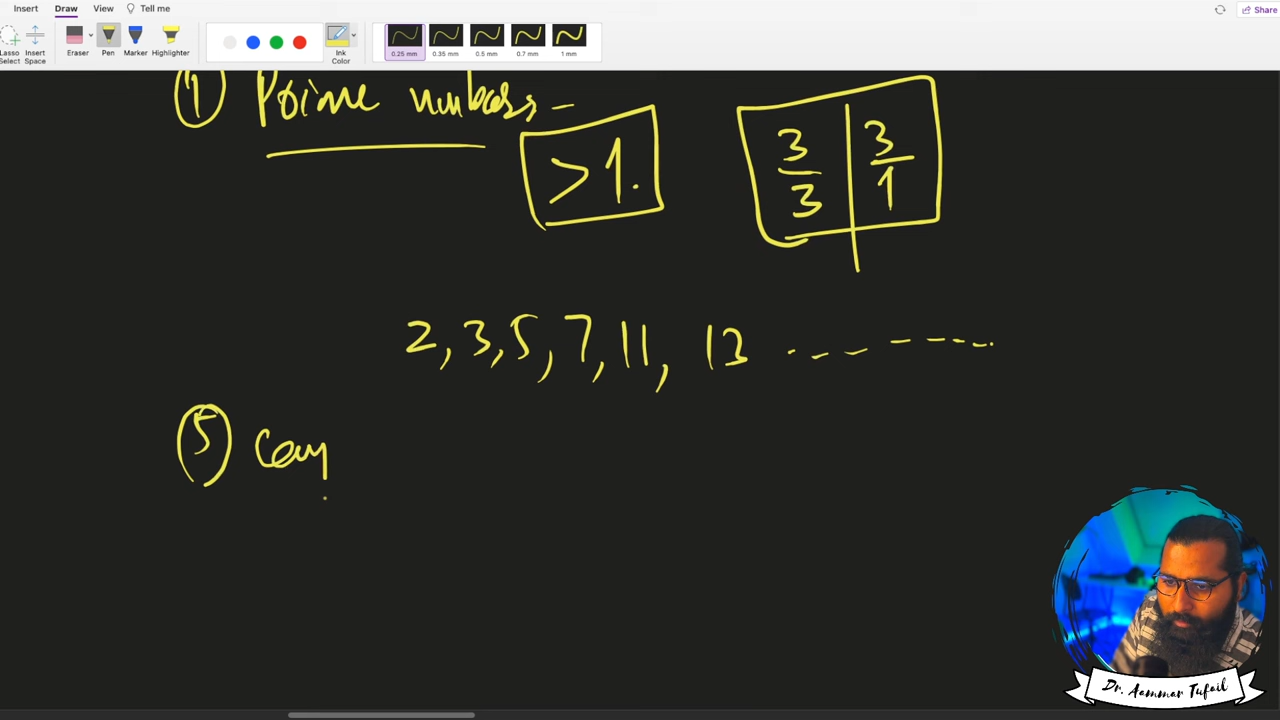 Insert Draw View Tell me Share
Lasso Select Insert Space Eraser Pen Marker Highlighter Ink Color 0.25 mm 0.35 mm 0.5 mm 0.7 mm 1 mm
① Prime numbers -
>1.
3/3 | 3/1
2, 3, 5, 7, 11, 13 ...
⑤ Com
Dr. Aammar Tufail